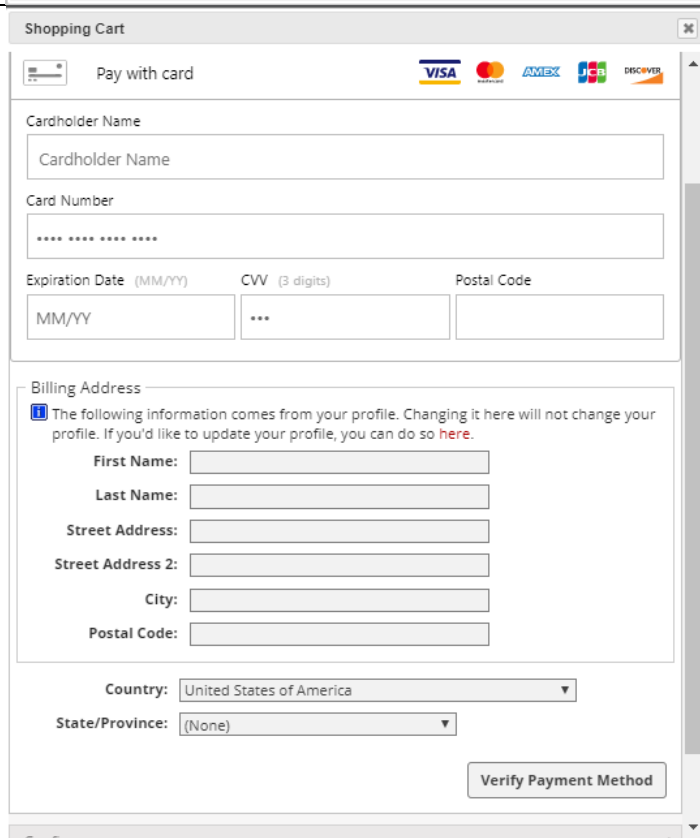 Shopping Cart
Pay with card VISA mastercard AMEX JCB DISCOVER
Cardholder Name
Cardholder Name
Card Number
•••• •••• •••• ••••
Expiration Date (MM/YY) CVV (3 digits) Postal Code
MM/YY •••
Billing Address
i The following information comes from your profile. Changing it here will not change your
profile. If you'd like to update your profile, you can do so here.
First Name:
Last Name:
Street Address:
Street Address 2:
City:
Postal Code:
Country: United States of America
State/Province: (None)
Verify Payment Method